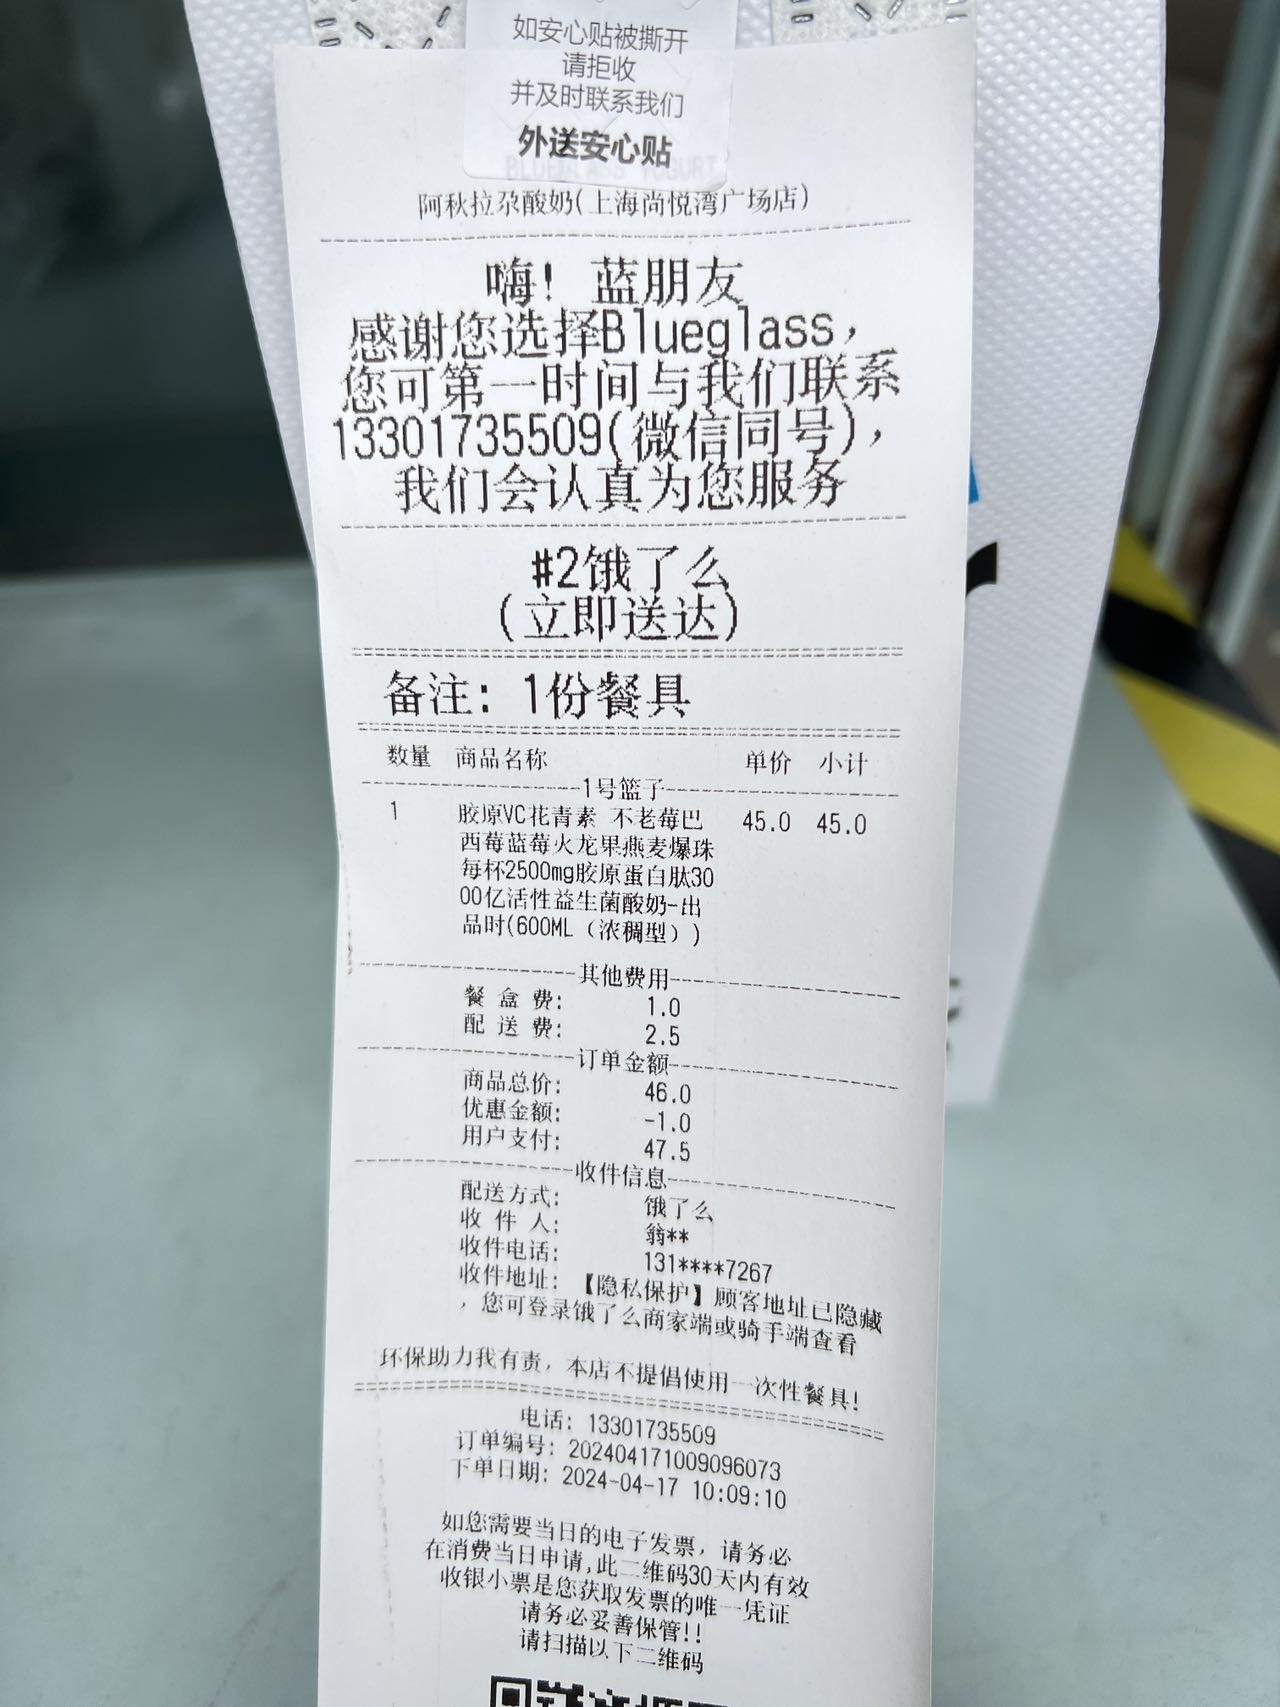 如安心贴被撕开
请拒收
并及时联系我们
外送安心贴
阿秋拉尕酸奶(上海尚悦湾广场店)
嗨! 蓝朋友
感谢您选择Blueglass,
您可第一时间与我们联系
13301735509(微信同号),
我们会认真为您服务
#2饿了么
(立即送达)
备注: 1份餐具
数量 商品名称 单价 小计
1号篮子
1 胶原VC花青素 不老莓巴 45.0 45.0
西莓蓝莓火龙果燕麦爆珠
每杯2500mg胶原蛋白肽30
00亿活性益生菌酸奶-出
品时(600ML（浓稠型）)
其他费用
餐 盒 费: 1.0
配 送 费: 2.5
订单金额
商品总价: 46.0
优惠金额: -1.0
用户支付: 47.5
收件信息
配送方式: 饿了么
收 件 人: 翁**
收件电话: 131****7267
收件地址: 【隐私保护】顾客地址已隐藏
，您可登录饿了么商家端或骑手端查看
环保助力我有责，本店不提倡使用一次性餐具!
电话: 13301735509
订单编号: 202404171009096073
下单日期: 2024-04-17 10:09:10
如您需要当日的电子发票，请务必
在消费当日申请,此二维码30天内有效
收银小票是您获取发票的唯一凭证
请务必妥善保管!!
请扫描以下二维码